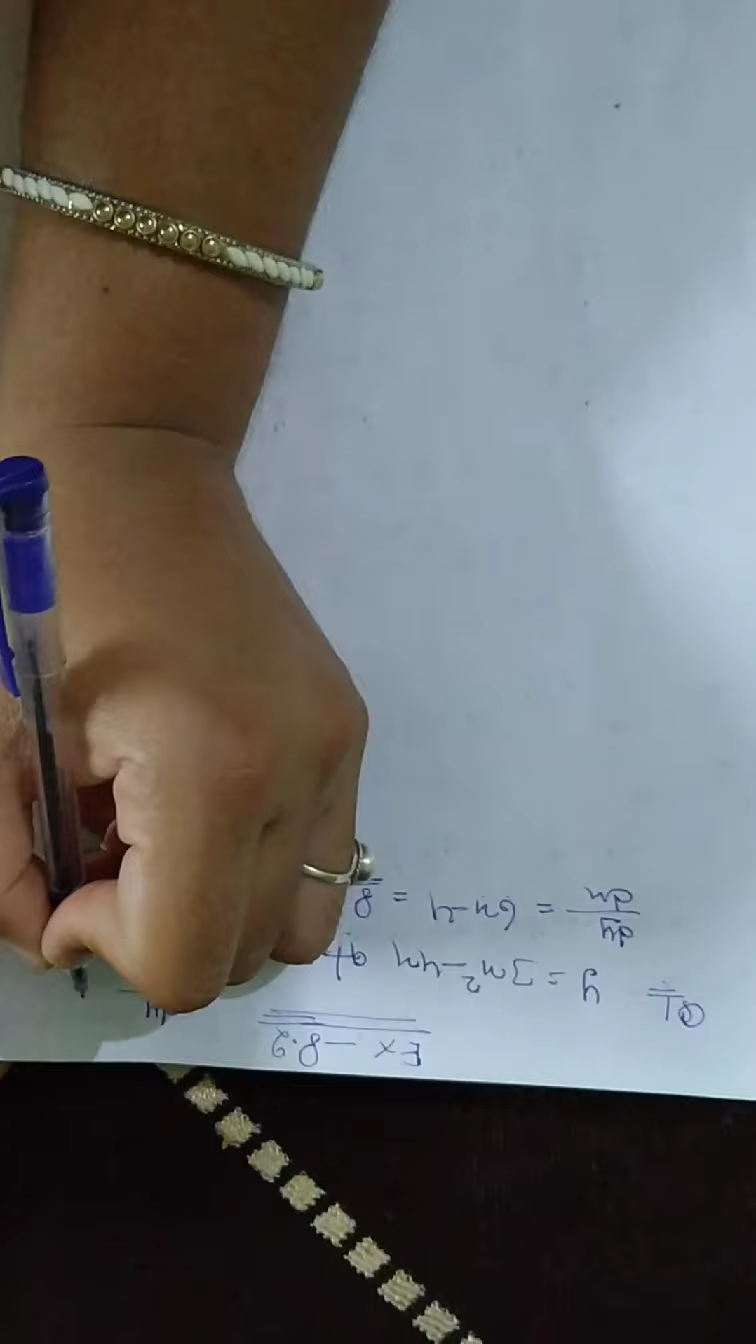 Ex - 8.2
Q1 y = 3x² - 4x at
dy/dx = 6x - 4 = 8